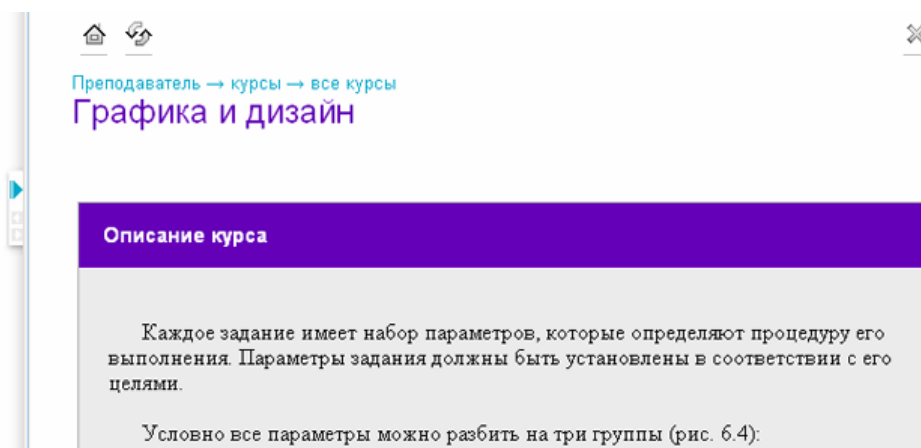 Преподаватель → курсы → все курсы
Графика и дизайн
Описание курса
Каждое задание имеет набор параметров, которые определяют процедуру его
выполнения. Параметры задания должны быть установлены в соответствии с его
целями.
Условно все параметры можно разбить на три группы (рис. 6.4):